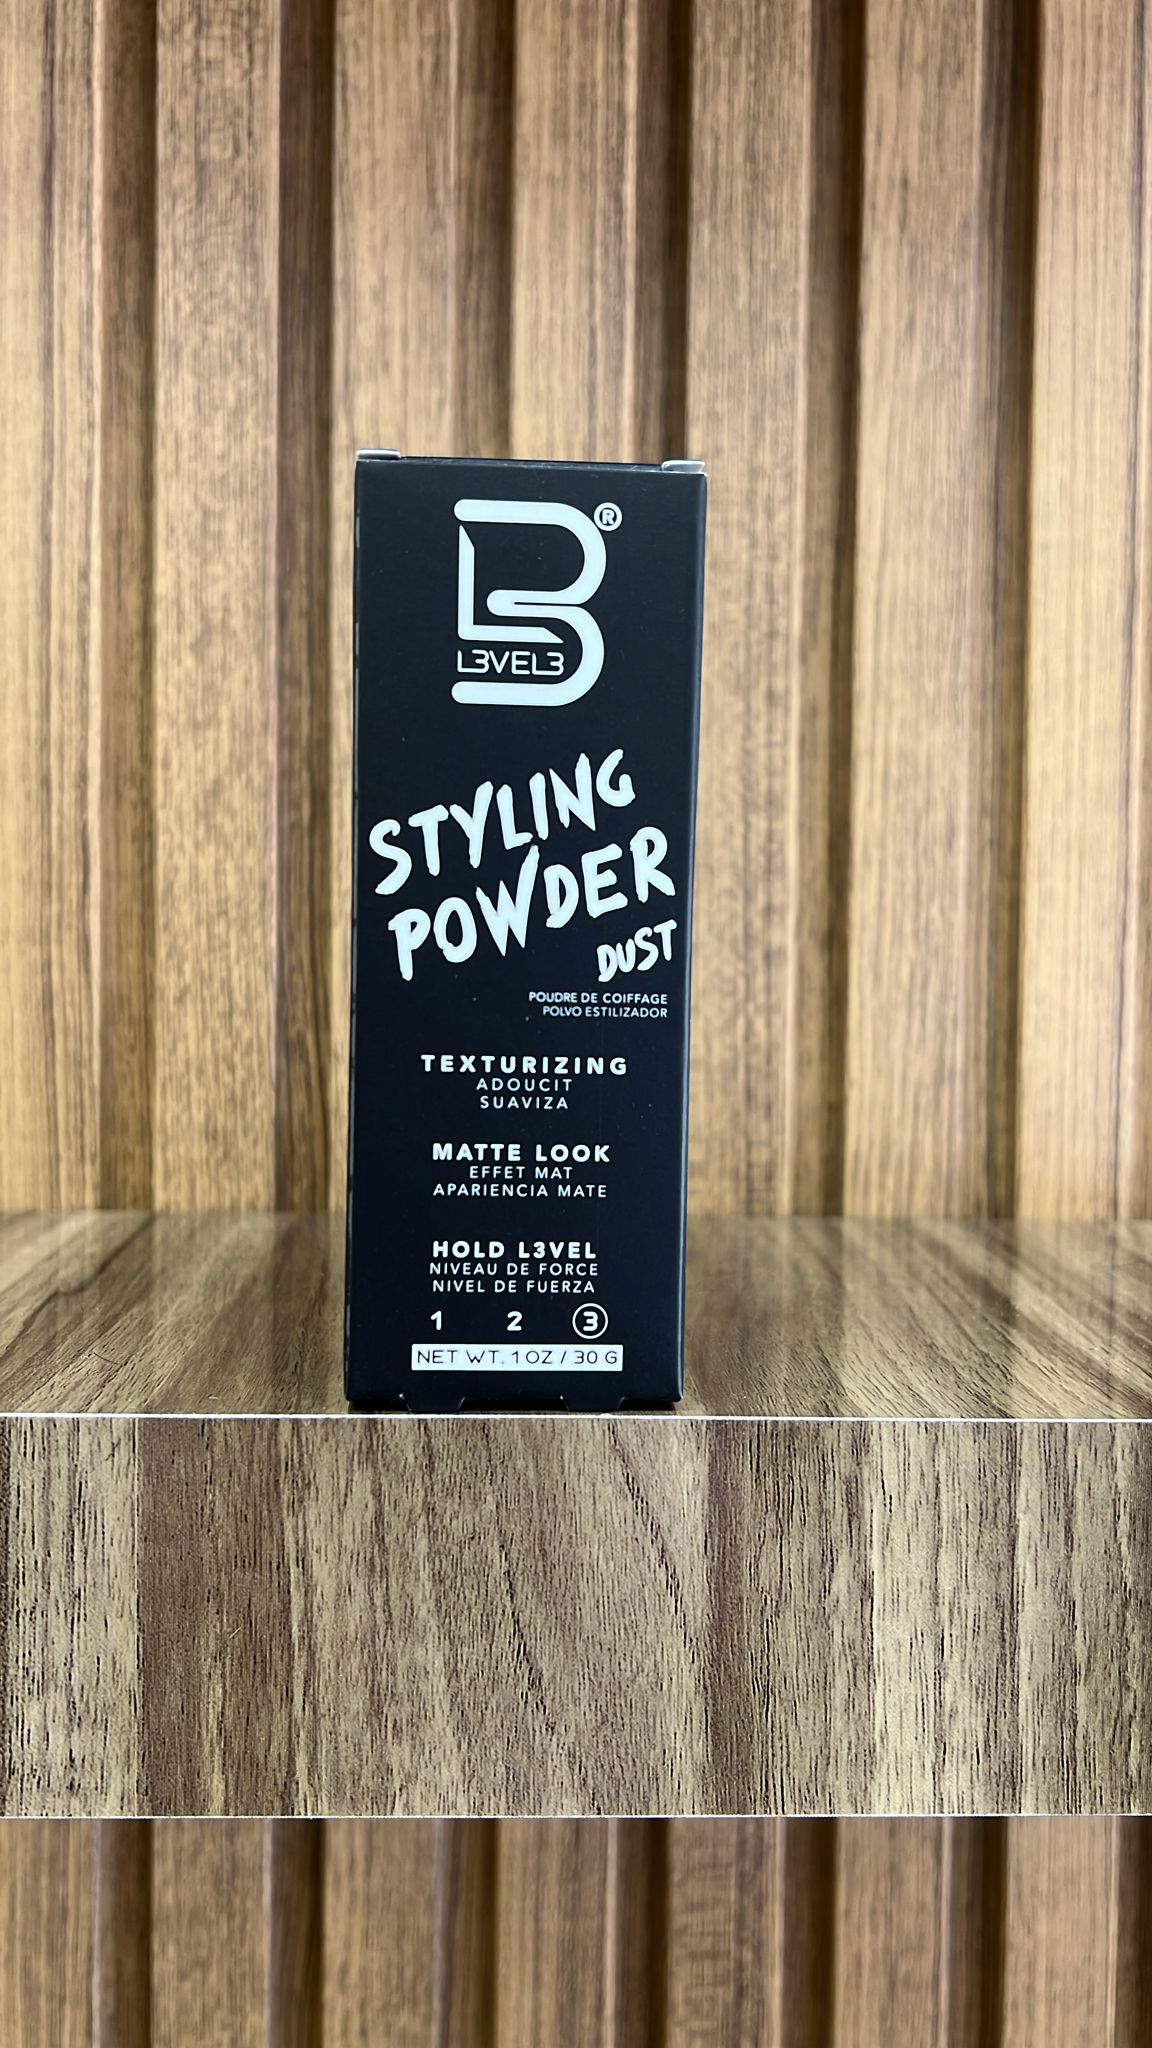 ®
L3VEL3
STYLING
POWDER
DUST
POUDRE DE COIFFAGE
POLVO ESTILIZADOR
TEXTURIZING
ADOUCIT
SUAVIZA
MATTE LOOK
EFFET MAT
APARIENCIA MATE
HOLD L3VEL
NIVEAU DE FORCE
NIVEL DE FUERZA
1 2 3
NET WT. 1 OZ / 30 G